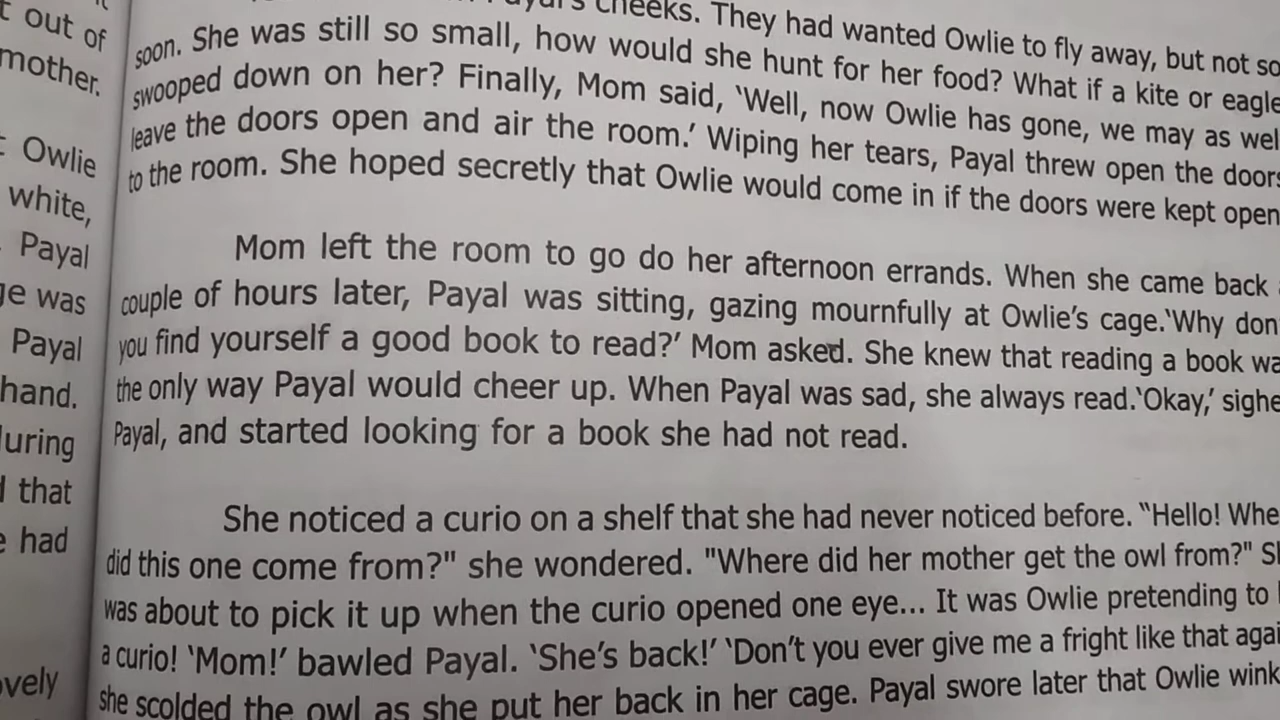 out of
mother.
Owlie
white,
Payal
was
Payal
hand.
that
had
cheeks. They had wanted Owlie to fly away, but not
soon. She was still so small, how would she hunt for her food? What if a kite or eagle
swooped down on her? Finally, Mom said, ‘Well, now Owlie has gone, we may as
leave the doors open and air the room.’ Wiping her tears, Payal threw open the doors
to the room. She hoped secretly that Owlie would come in if the doors were kept open
Mom left the room to go do her afternoon errands. When she came back
couple of hours later, Payal was sitting, gazing mournfully at Owlie’s cage.‘Why
you find yourself a good book to read?’ Mom asked. She knew that reading a book
the only way Payal would cheer up. When Payal was sad, she always read.‘Okay,’
Payal, and started looking for a book she had not read.
She noticed a curio on a shelf that she had never noticed before. “Hello!
did this one come from?" she wondered. "Where did her mother get the owl from?"
was about to pick it up when the curio opened one eye... It was Owlie pretending to
a curio! ‘Mom!’ bawled Payal. ‘She’s back!’ ‘Don’t you ever give me a fright like that
she scolded the owl as she put her back in her cage. Payal swore later that Owlie